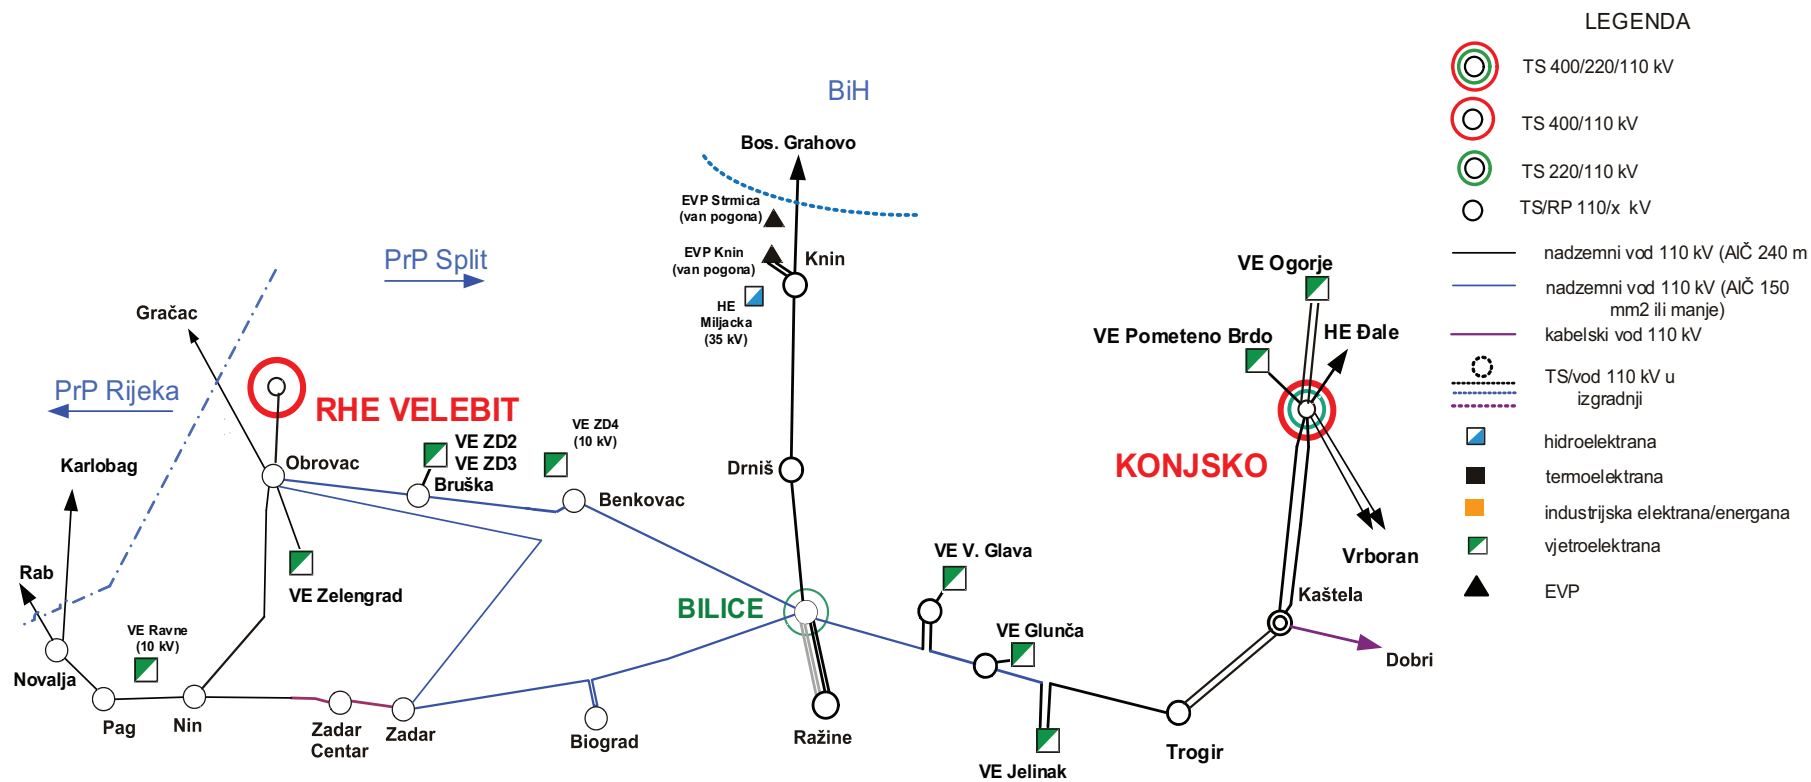 LEGENDA
TS 400/220/110 kV
TS 400/110 kV
TS 220/110 kV
TS/RP 110/x kV
nadzemni vod 110 kV (AlČ 240 m
nadzemni vod 110 kV (AlČ 150
mm2 ili manje)
kabelski vod 110 kV
TS/vod 110 kV u
izgradnji
hidroelektrana
termoelektrana
industrijska elektrana/energana
vjetroelektrana
EVP
BiH
Bos. Grahovo
EVP Strmica
(van pogona)
EVP Knin
(van pogona)
Knin
HE
Miljacka
(35 kV)
PrP Split
PrP Rijeka
Gračac
RHE VELEBIT
Karlobag
Obrovac
VE ZD2
VE ZD3
Bruška
VE ZD4
(10 kV)
Benkovac
Drniš
VE Ogorje
VE Pometeno Brdo
HE Đale
KONJSKO
Vrboran
Rab
VE Zelengrad
BILICE
VE V. Glava
VE Glunča
Kaštela
Dobri
VE Ravne
(10 kV)
Novalja
Pag
Nin
Zadar
Centar
Zadar
Biograd
Ražine
VE Jelinak
Trogir